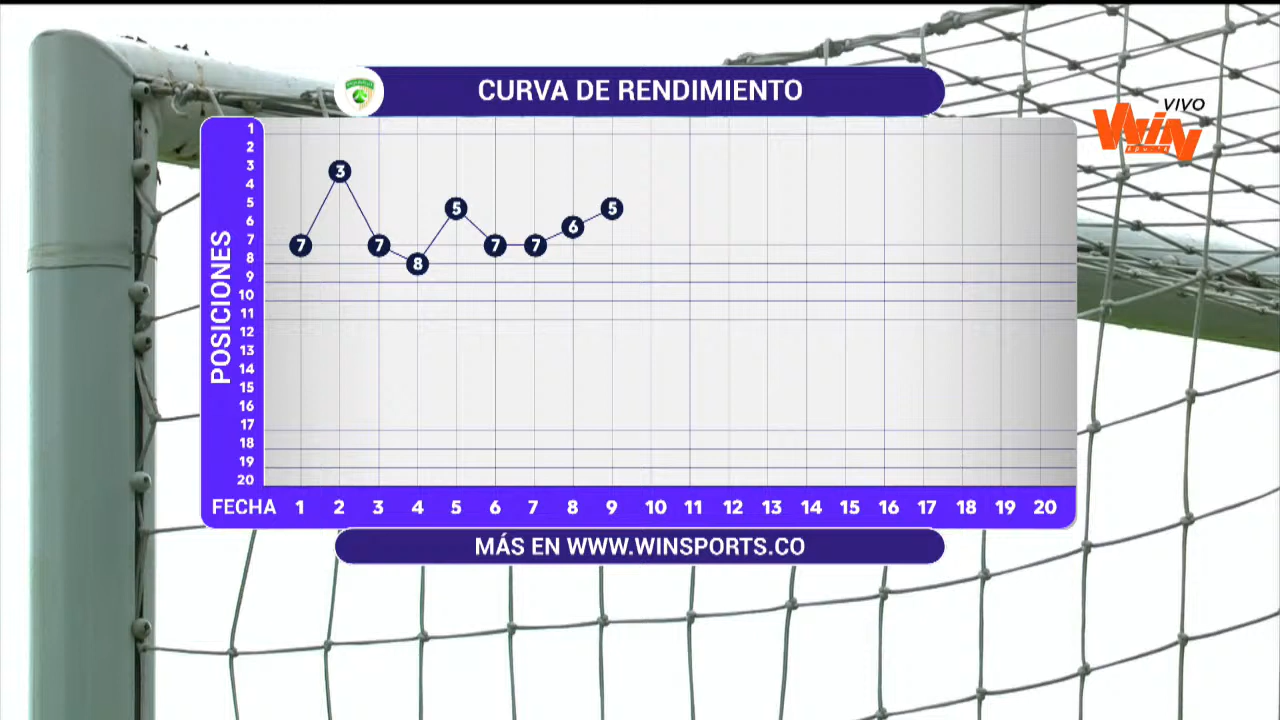 CURVA DE RENDIMIENTO
VIVO
WiN
sports
POSICIONES
1
2
3
4
5
6
7
8
9
10
11
12
13
14
15
16
17
18
19
20
7 3 7 8 5 7 7 6 5
FECHA 1 2 3 4 5 6 7 8 9 10 11 12 13 14 15 16 17 18 19 20
MÁS EN WWW.WINSPORTS.CO